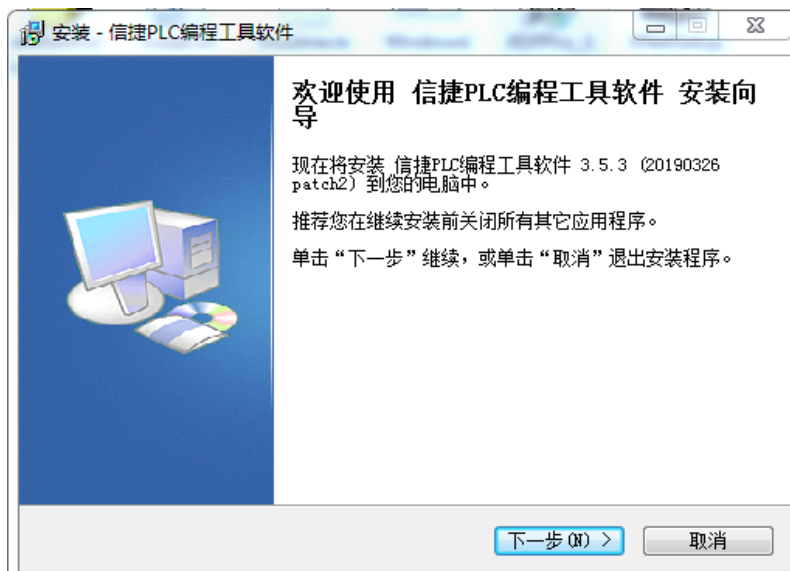 安装 - 信捷PLC编程工具软件
欢迎使用 信捷PLC编程工具软件 安装向
导
现在将安装 信捷PLC编程工具软件 3.5.3 (20190326
patch2) 到您的电脑中。
推荐您在继续安装前关闭所有其它应用程序。
单击“下一步”继续，或单击“取消”退出安装程序。
下一步(N) >
取消